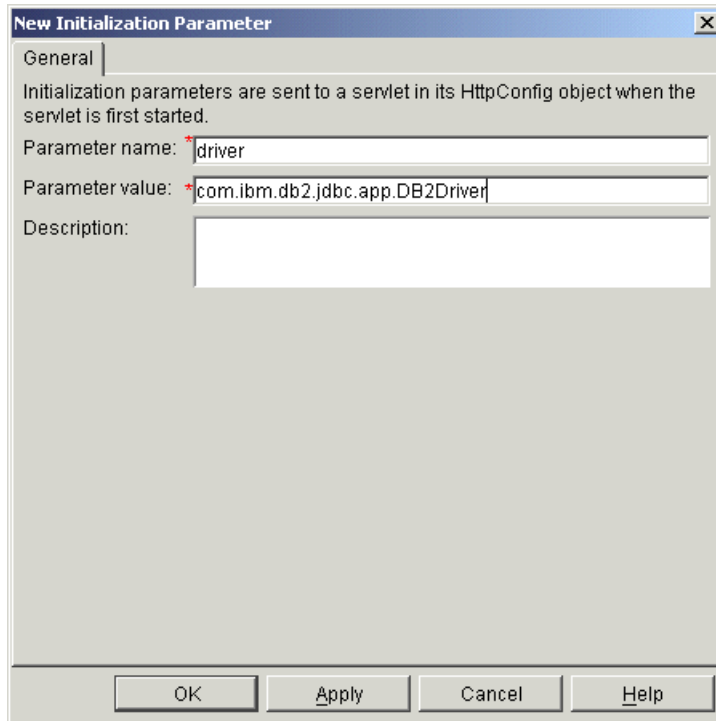 New Initialization Parameter
General
Initialization parameters are sent to a servlet in its HttpConfig object when the
servlet is first started.
Parameter name: *driver
Parameter value: *com.ibm.db2.jdbc.app.DB2Driver
Description:
OK Apply Cancel Help